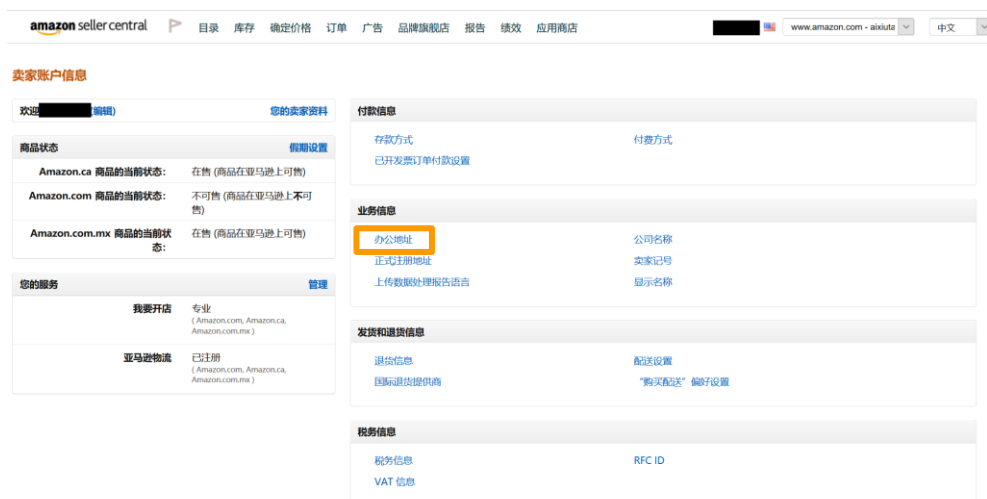 amazon seller central 目录 库存 确定价格 订单 广告 品牌旗舰店 报告 绩效 应用商店 www.amazon.com - aixiuta 中文
卖家账户信息
欢迎 (编辑) 您的卖家资料
商品状态 假期设置
Amazon.ca 商品的当前状态: 在售 (商品在亚马逊上可售)
Amazon.com 商品的当前状态: 不可售 (商品在亚马逊上不可
售)
Amazon.com.mx 商品的当前状 在售 (商品在亚马逊上可售)
态:
您的服务 管理
我要开店 专业
( Amazon.com, Amazon.ca,
Amazon.com.mx )
亚马逊物流 已注册
( Amazon.com, Amazon.ca,
Amazon.com.mx )
付款信息
存款方式 付费方式
已开发票订单付款设置
业务信息
办公地址 公司名称
正式注册地址 卖家记号
上传数据处理报告语言 显示名称
发货和退货信息
退货信息 配送设置
国际退货提供商 “购买配送”偏好设置
税务信息
税务信息 RFC ID
VAT 信息